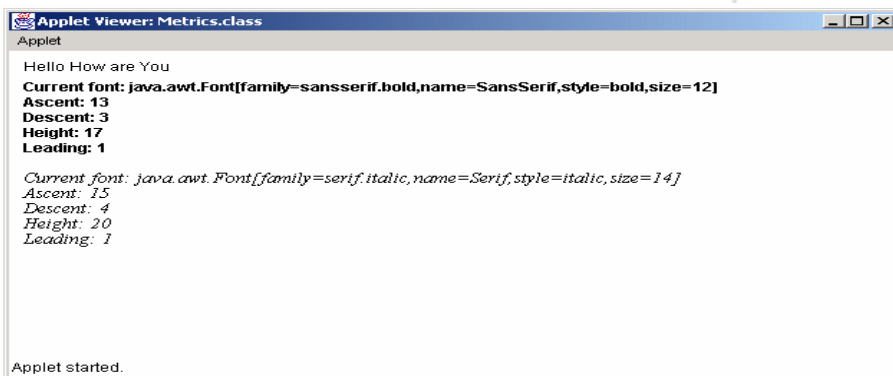 Applet Viewer: Metrics.class
Applet
Hello How are You
Current font: java.awt.Font[family=sansserif.bold,name=SansSerif,style=bold,size=12]
Ascent: 13
Descent: 3
Height: 17
Leading: 1
Current font: java.awt.Font[family=serif.italic,name=Serif,style=italic,size=14]
Ascent: 15
Descent: 4
Height: 20
Leading: 1
Applet started.